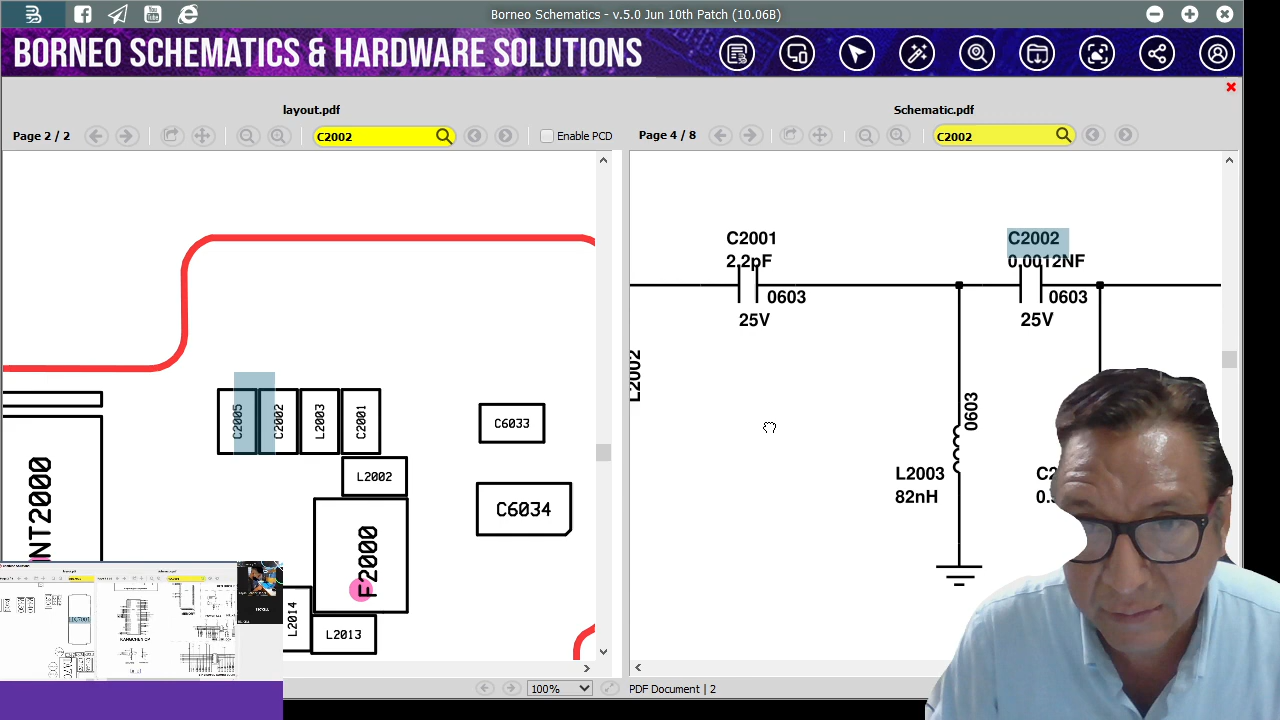 Borneo Schematics - v.5.0 Jun 10th Patch (10.06B)
BORNEO SCHEMATICS & HARDWARE SOLUTIONS
layout.pdf
Page 2 / 2
C2002
Enable PCD
C2005
C2002
L2003
C2001
C6033
L2002
C6034
F2000
L2014
L2013
NT2000
100%
Schematic.pdf
Page 4 / 8
C2002
C2001
2.2pF
0603
25V
C2002
0.0012NF
0603
25V
L2002
0603
L2003
82nH
PDF Document | 2